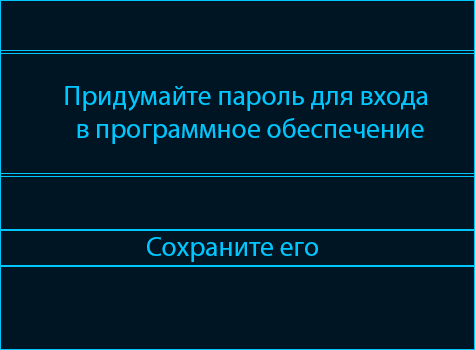 Придумайте пароль для входа
в программное обеспечение
Сохраните его